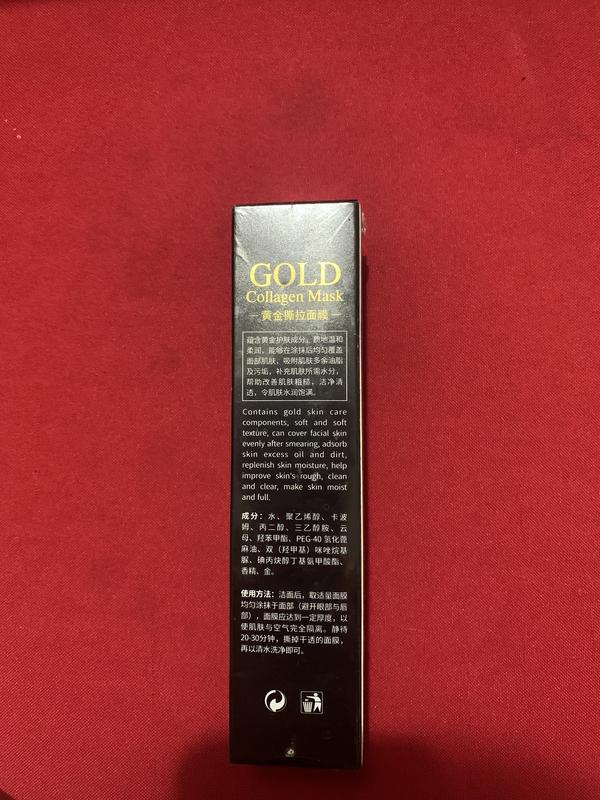 GOLD
Collagen Mask
黄金撕拉面膜
蕴含黄金护肤成分。质地温和
柔润，能够在涂抹后均匀覆盖
面部肌肤，吸附肌肤多余油脂
及污垢，补充肌肤所需水分，
帮助改善肌肤粗糙，洁净清
透，令肌肤水润饱满。
Contains gold skin care
components, soft and soft
texture, can cover facial skin
evenly after smearing, adsorb
skin excess oil and dirt,
replenish skin moisture, help
improve skin's rough, clean
and clear, make skin moist
and full.
成分：水、聚乙烯醇、卡波
姆、丙二醇、三乙醇胺、云
母、羟苯甲酯、PEG-40 氢化蓖
麻油、双（羟甲基）咪唑烷基
脲、碘丙炔醇丁基氨甲酸酯、
香精、金。
使用方法：洁面后，取适量面膜
均匀涂抹于面部（避开眼部与唇
部），面膜应达到一定厚度，以
使肌肤与空气完全隔离。静待
20-30分钟，撕掉干透的面膜，
再以清水洗净即可。